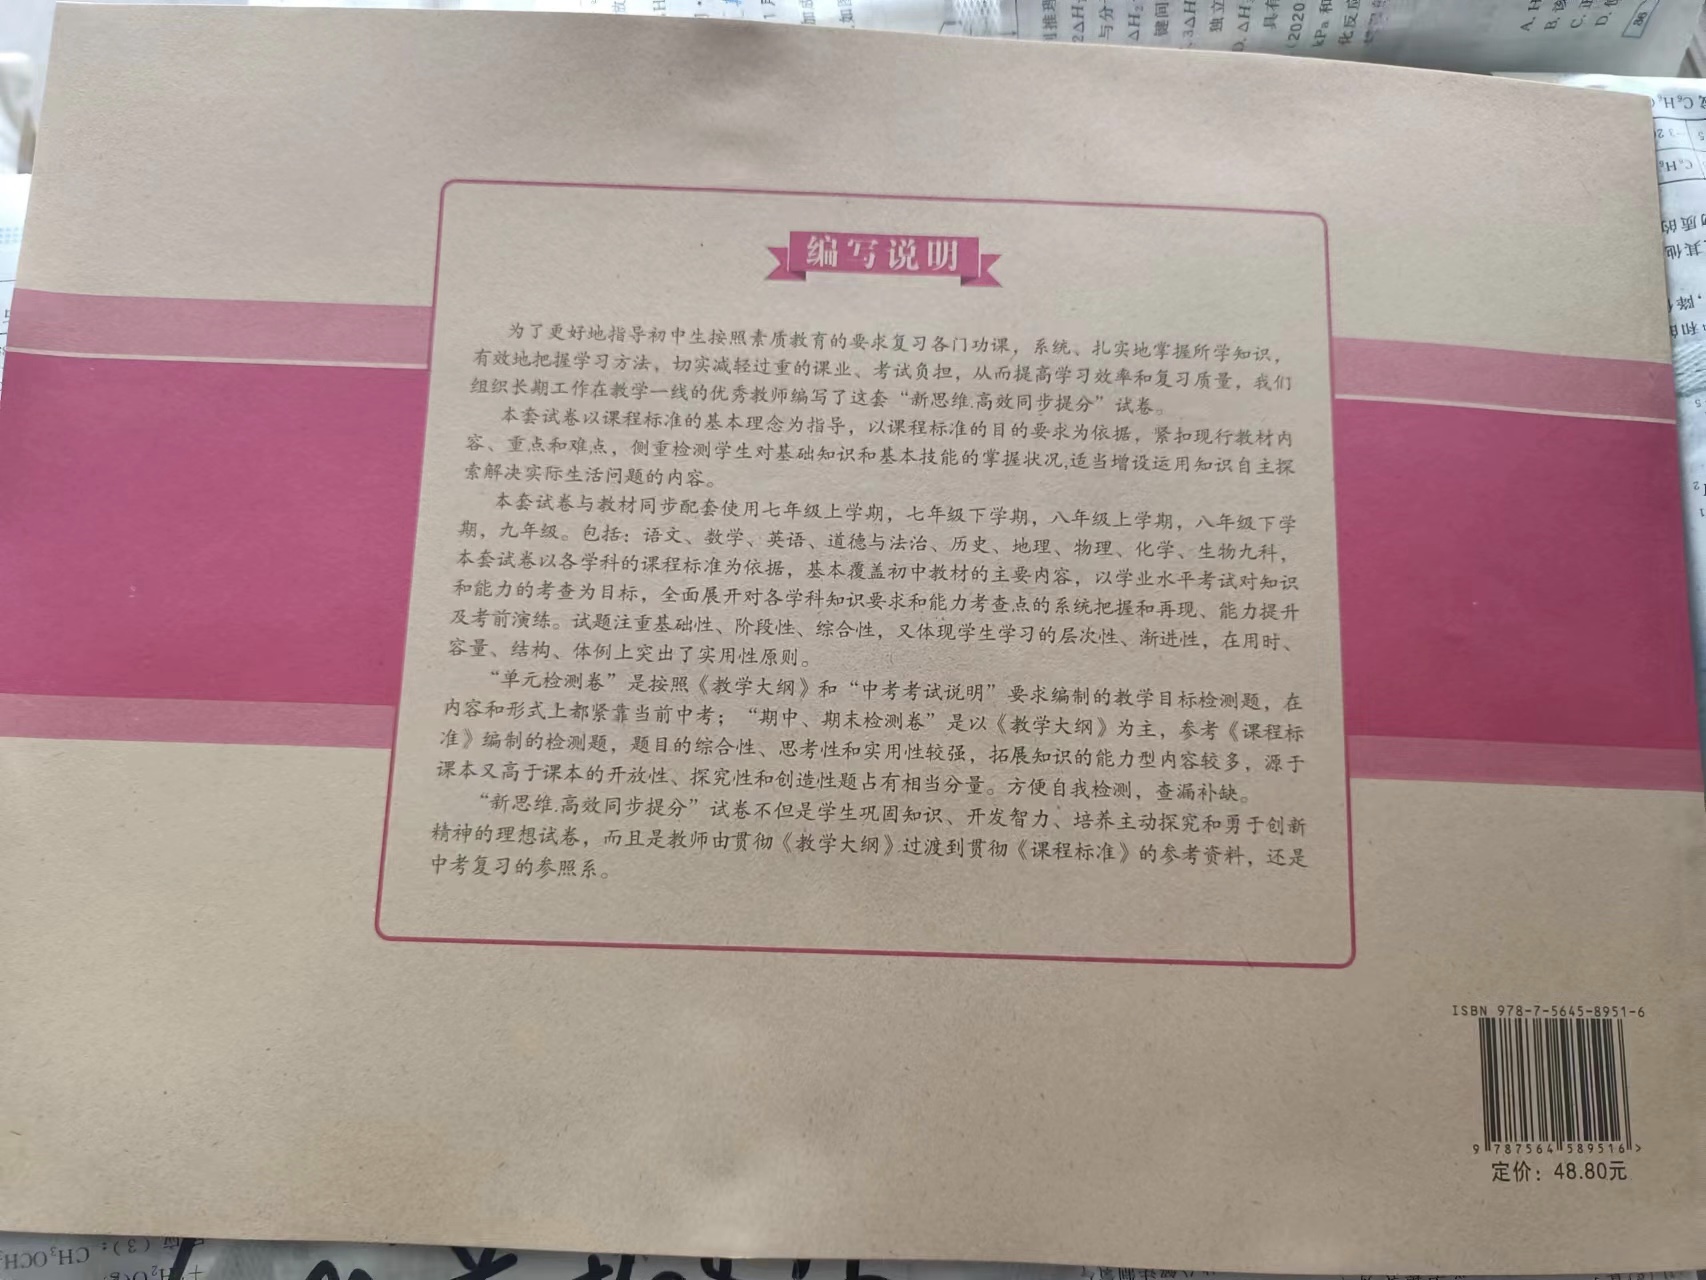 编写说明
为了更好地指导初中生按照素质教育的要求复习各门功课，系统、扎实地掌握所学知识，
有效地把握学习方法，切实减轻过重的课业、考试负担，从而提高学习效率和复习质量，我们
组织长期工作在教学一线的优秀教师编写了这套“新思维.高效同步提分”试卷。
本套试卷以课程标准的基本理念为指导，以课程标准的目的要求为依据，紧扣现行教材内
容、重点和难点，侧重检测学生对基础知识和基本技能的掌握状况,适当增设运用知识自主探
索解决实际生活问题的内容。
本套试卷与教材同步配套使用七年级上学期，七年级下学期，八年级上学期，八年级下学
期，九年级。包括：语文、数学、英语、道德与法治、历史、地理、物理、化学、生物九科，
本套试卷以各学科的课程标准为依据，基本覆盖初中教材的主要内容，以学业水平考试对知识
和能力的考查为目标，全面展开对各学科知识要求和能力考查点的系统把握和再现、能力提升
及考前演练。试题注重基础性、阶段性、综合性，又体现学生学习的层次性、渐进性，在用时、
容量、结构、体例上突出了实用性原则。
“单元检测卷”是按照《教学大纲》和“中考考试说明”要求编制的教学目标检测题，在
内容和形式上都紧靠当前中考；“期中、期末检测卷”是以《教学大纲》为主，参考《课程标
准》编制的检测题，题目的综合性、思考性和实用性较强，拓展知识的能力型内容较多，源于
课本又高于课本的开放性、探究性和创造性题占有相当分量。方便自我检测，查漏补缺。
“新思维.高效同步提分”试卷不但是学生巩固知识、开发智力、培养主动探究和勇于创新
精神的理想试卷，而且是教师由贯彻《教学大纲》过渡到贯彻《课程标准》的参考资料，还是
中考复习的参照系。
ISBN 978-7-5645-8951-6
9 787564 589516 >
定价：48.80元